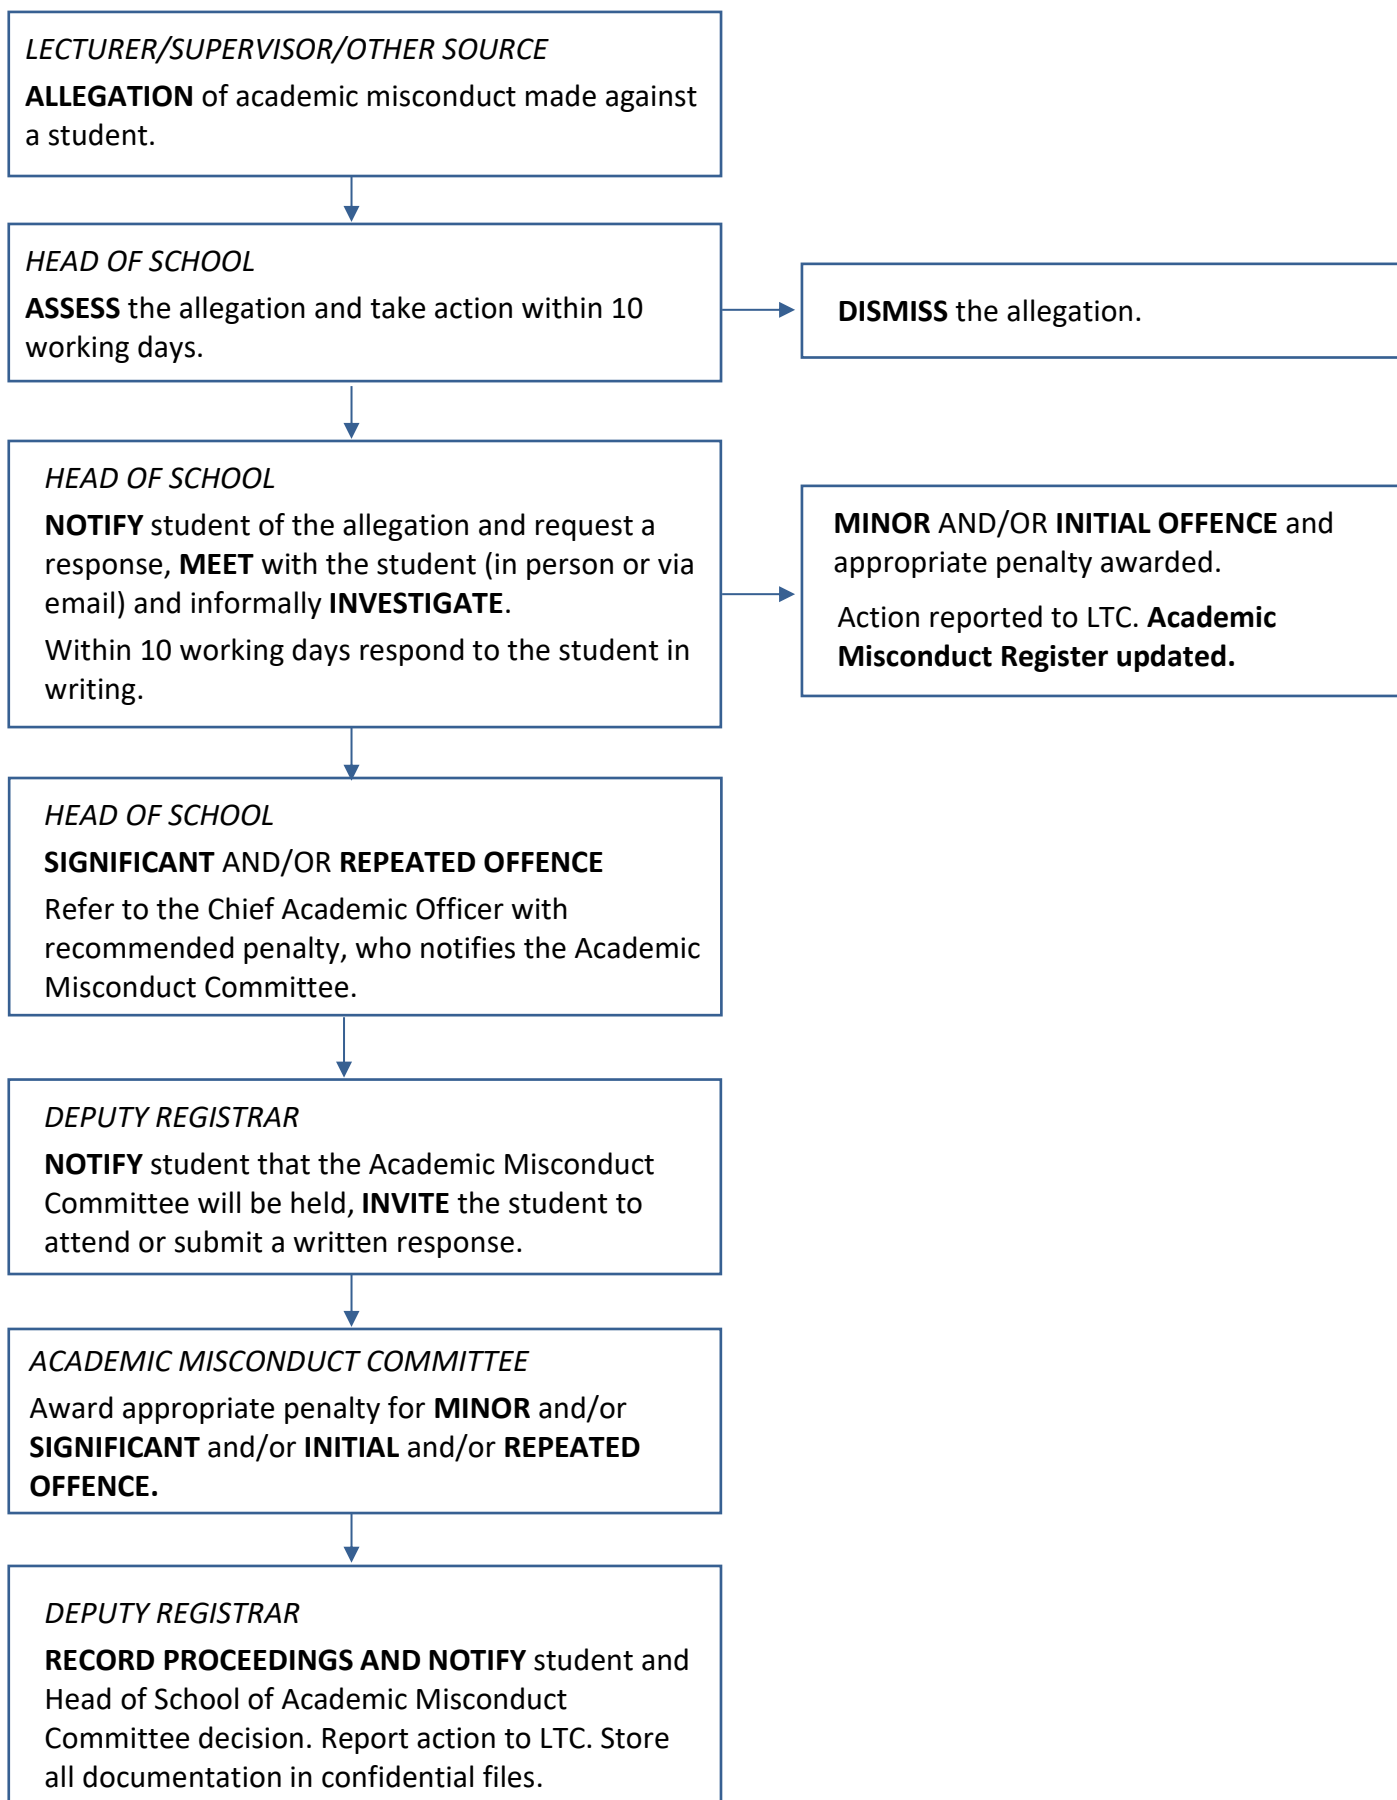 LECTURER/SUPERVISOR/OTHER SOURCE
ALLEGATION of academic misconduct made against
a student.
HEAD OF SCHOOL
ASSESS the allegation and take action within 10
working days.
DISMISS the allegation.
HEAD OF SCHOOL
NOTIFY student of the allegation and request a
response, MEET with the student (in person or via
email) and informally INVESTIGATE.
Within 10 working days respond to the student in
writing.
MINOR AND/OR INITIAL OFFENCE and
appropriate penalty awarded.
Action reported to LTC. Academic
Misconduct Register updated.
HEAD OF SCHOOL
SIGNIFICANT AND/OR REPEATED OFFENCE
Refer to the Chief Academic Officer with
recommended penalty, who notifies the Academic
Misconduct Committee.
DEPUTY REGISTRAR
NOTIFY student that the Academic Misconduct
Committee will be held, INVITE the student to
attend or submit a written response.
ACADEMIC MISCONDUCT COMMITTEE
Award appropriate penalty for MINOR and/or
SIGNIFICANT and/or INITIAL and/or REPEATED
OFFENCE.
DEPUTY REGISTRAR
RECORD PROCEEDINGS AND NOTIFY student and
Head of School of Academic Misconduct
Committee decision. Report action to LTC. Store
all documentation in confidential files.